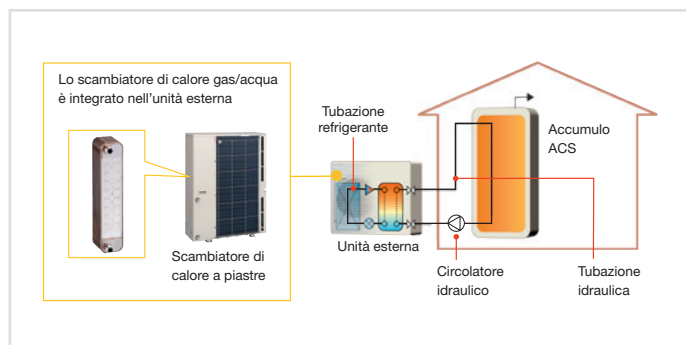 Lo scambiatore di calore gas/acqua
è integrato nell'unità esterna
Tubazione
refrigerante
Accumulo
ACS
Scambiatore di
calore a piastre
Unità esterna
Circolatore
idraulico
Tubazione
idraulica